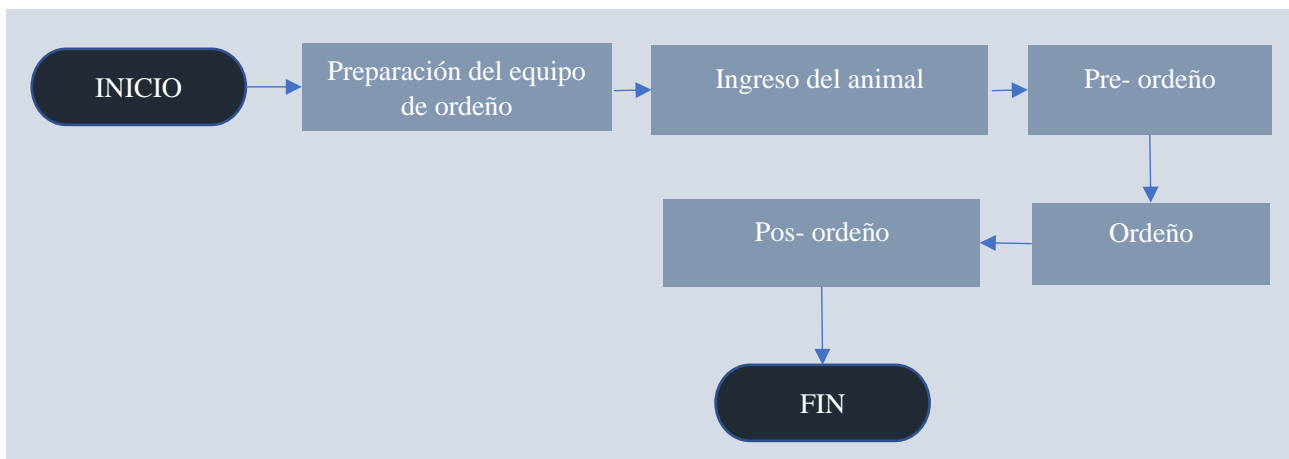 INICIO
Preparación del equipo
de ordeño
Ingreso del animal
Pre- ordeño
Ordeño
Pos- ordeño
FIN